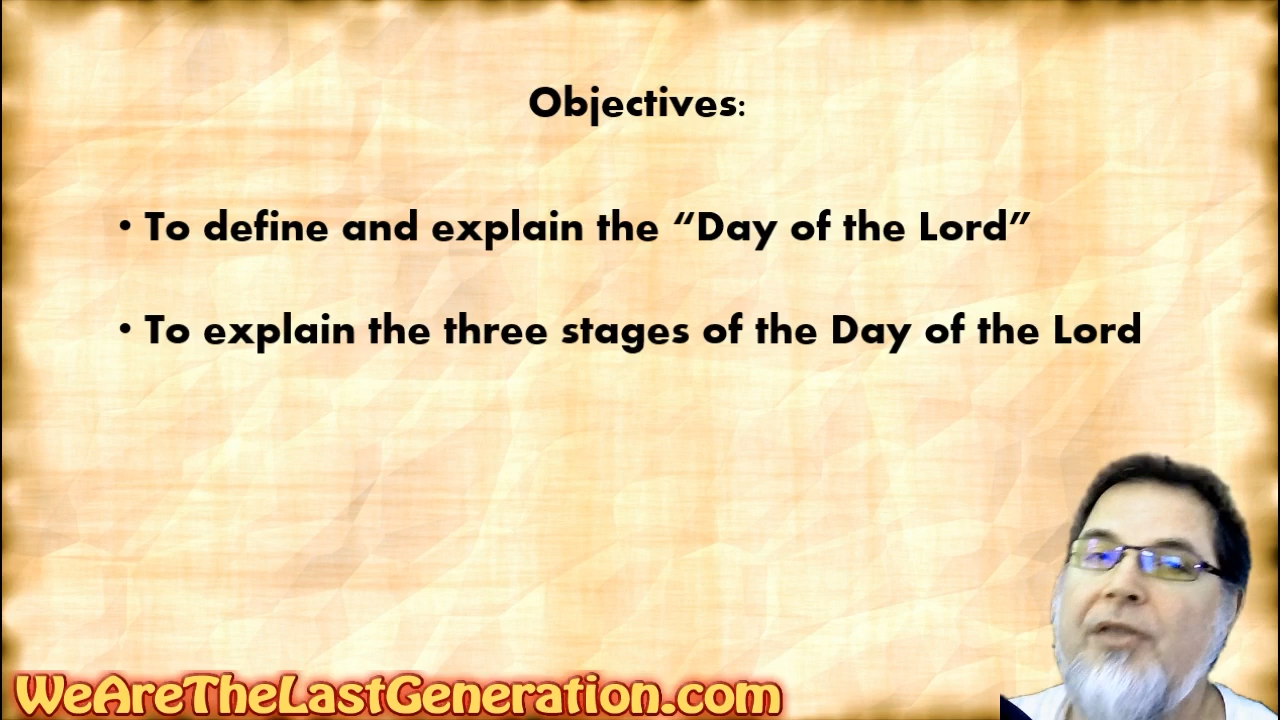 Objectives:
• To define and explain the “Day of the Lord”
• To explain the three stages of the Day of the Lord
WeAreTheLastGeneration.com